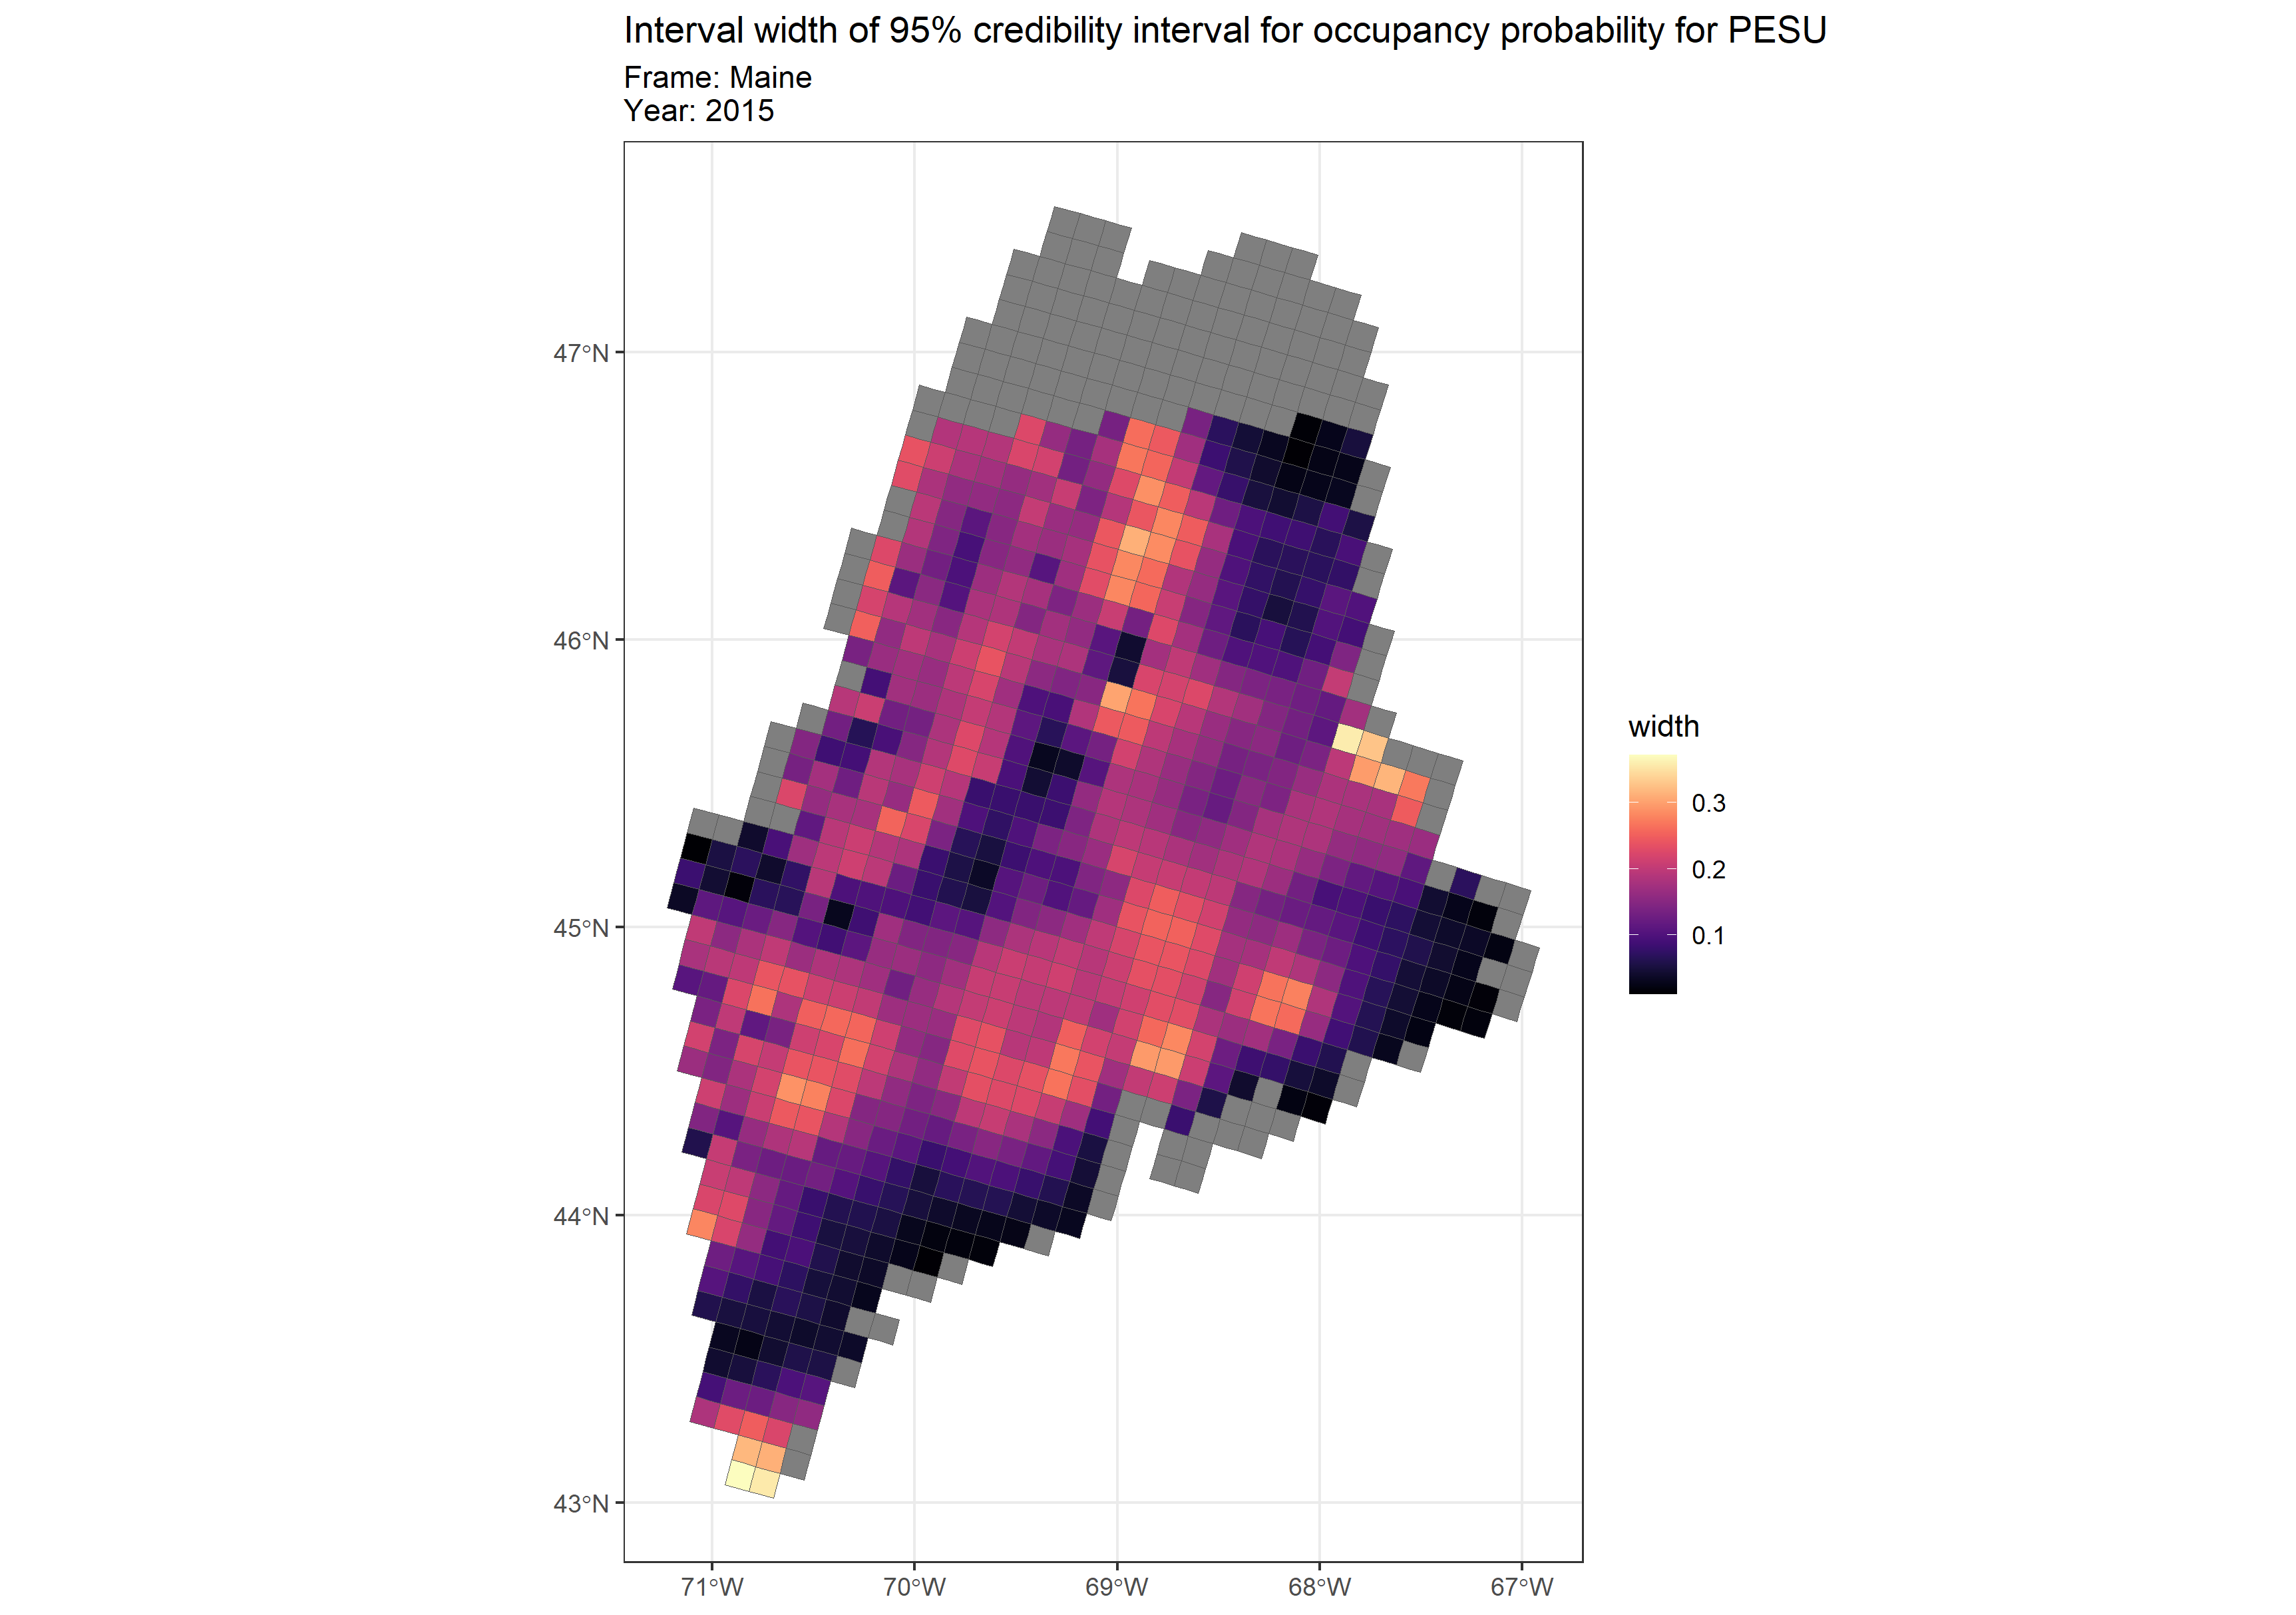 Interval width of 95% credibility interval for occupancy probability for PESU
Frame: Maine
Year: 2015
47°N
46°N
45°N
44°N
43°N
71°W
70°W
69°W
68°W
67°W
width
0.3
0.2
0.1